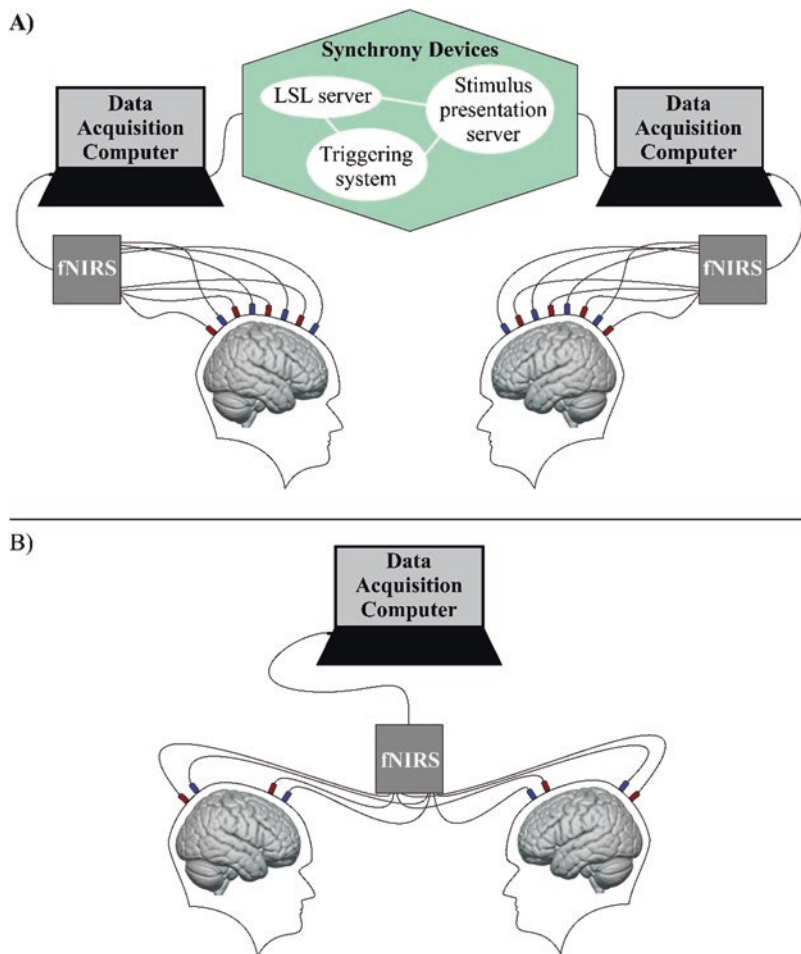 A)
Synchrony Devices
LSL server
Stimulus
presentation
server
Triggering
system
Data
Acquisition
Computer
Data
Acquisition
Computer
fNIRS
fNIRS
B)
Data
Acquisition
Computer
fNIRS